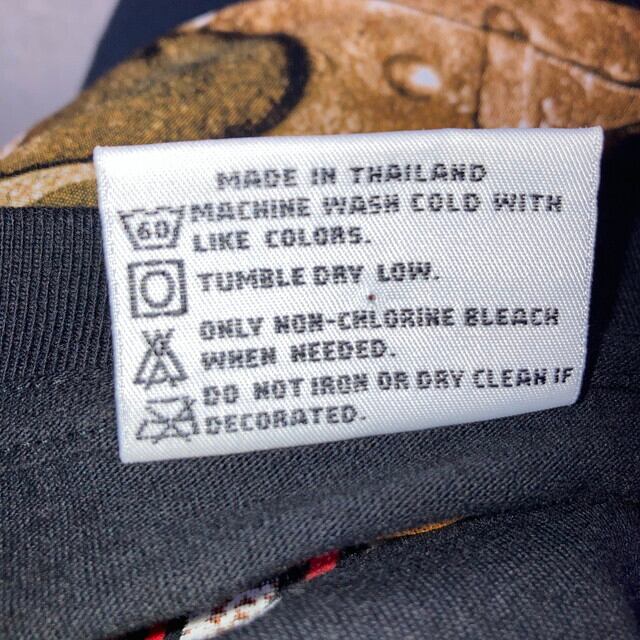 MADE IN THAILAND
60 MACHINE WASH COLD WITH
LIKE COLORS.
TUMBLE DRY LOW.
ONLY NON-CHLORINE BLEACH
WHEN NEEDED.
DO NOT IRON OR DRY CLEAN IF
DECORATED.